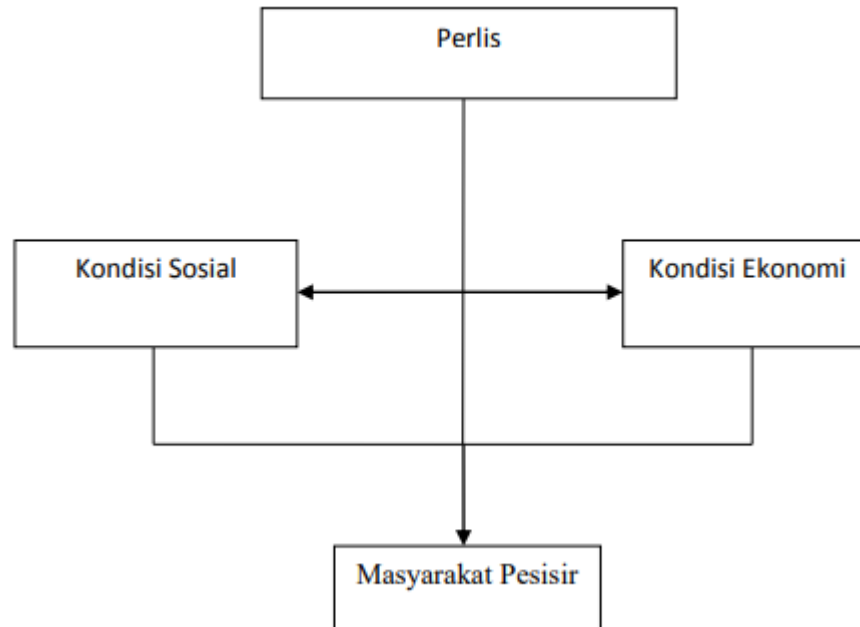 Perlis
Kondisi Sosial
Kondisi Ekonomi
Masyarakat Pesisir